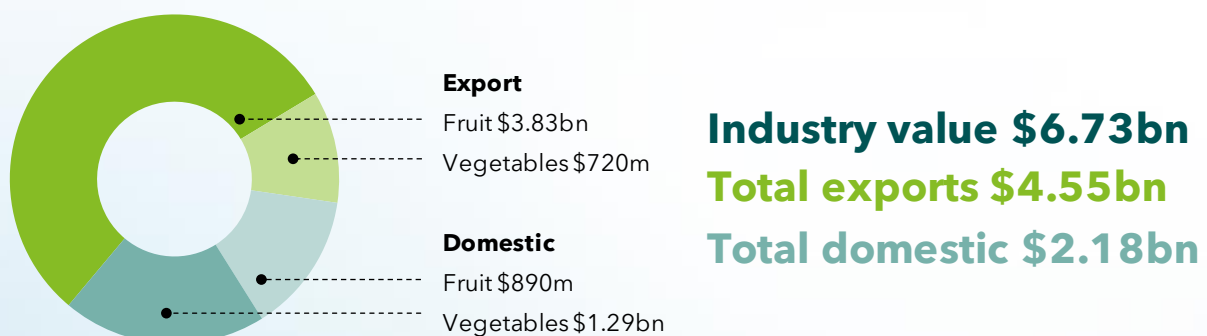 Export
Fruit $3.83bn
Vegetables $720m
Domestic
Fruit $890m
Vegetables $1.29bn
Industry value $6.73bn
Total exports $4.55bn
Total domestic $2.18bn